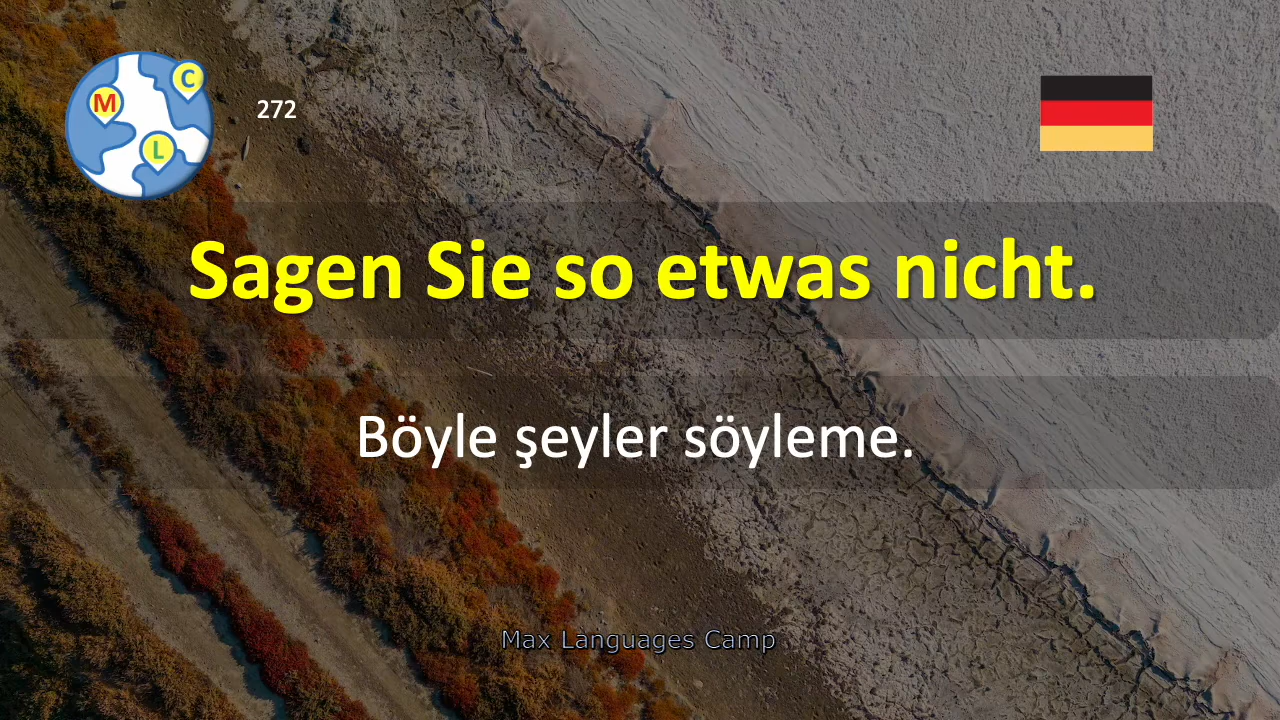 M
C
L
272
Sagen Sie so etwas nicht.
Böyle şeyler söyleme.
Max Languages Camp